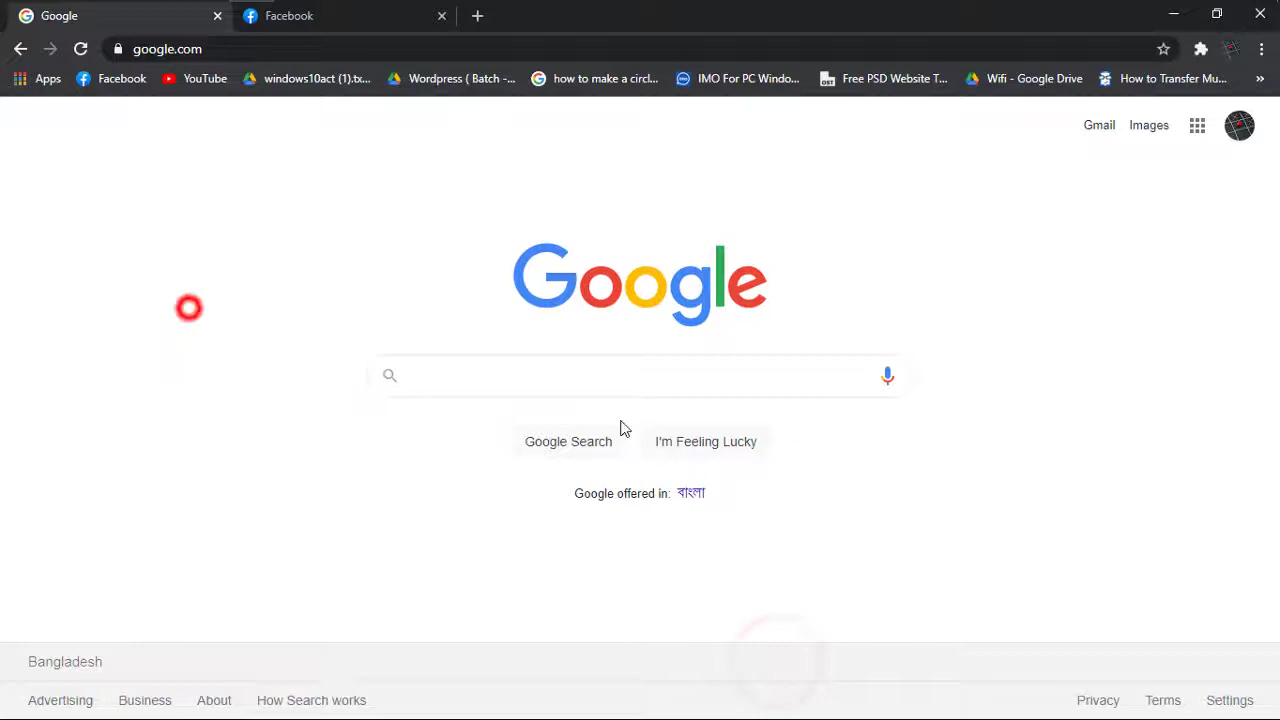 Google
Facebook
google.com
Apps
Facebook
YouTube
windows10act (1).tx...
Wordpress ( Batch -...
how to make a circl...
IMO For PC Windo...
OST
Free PSD Website T...
Wifi - Google Drive
How to Transfer Mu...
Gmail
Images
Google
Google Search
I'm Feeling Lucky
Google offered in: বাংলা
Bangladesh
Advertising
Business
About
How Search works
Privacy
Terms
Settings